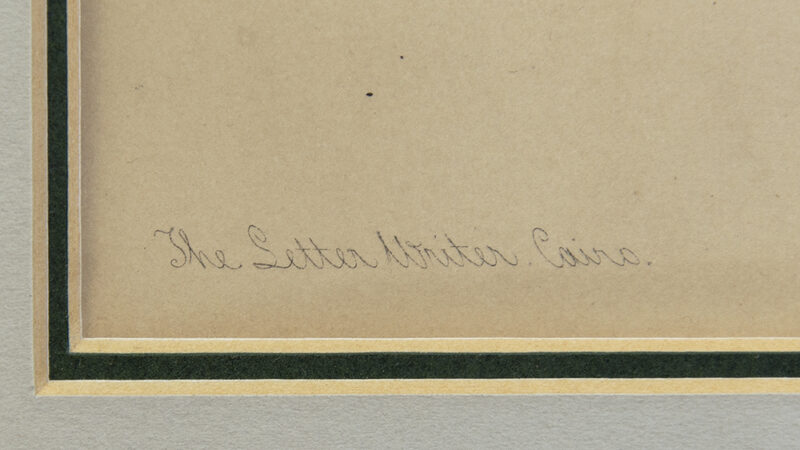 The Letter Writer. Cairo.